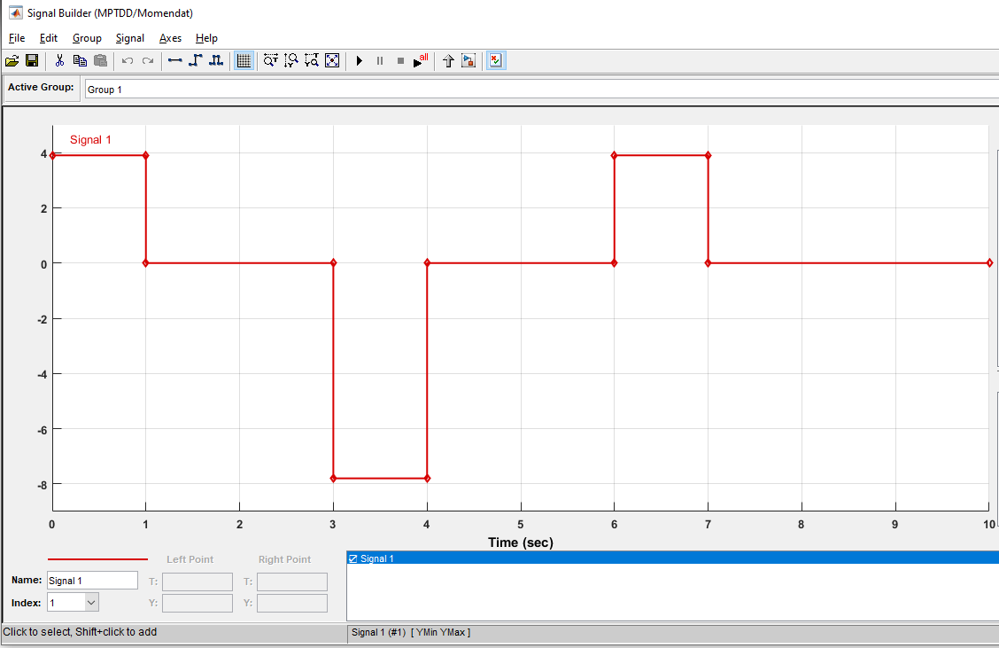 Signal Builder (MPTDD/Momendat)
File Edit Group Signal Axes Help
all
Active Group: Group 1
Signal 1
4
2
0
-2
-4
-6
-8
0 1 2 3 4 5 6 7 8 9 10
Time (sec)
Left Point Right Point
Name: Signal 1 T: T:
Index: 1 Y: Y:
Signal 1
Click to select, Shift+click to add
Signal 1 (#1) [ YMin YMax ]